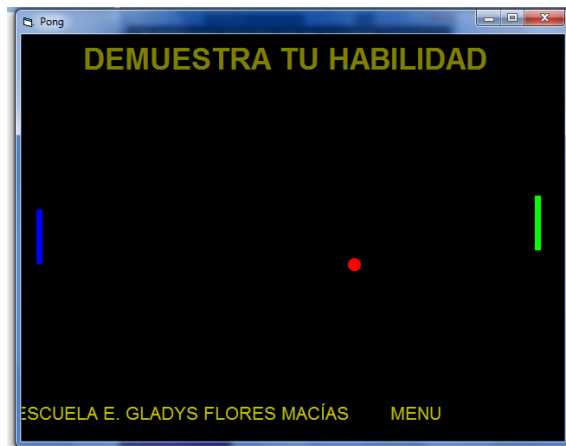 Pong
DEMUESTRA TU HABILIDAD
ESCUELA E. GLADYS FLORES MACÍAS MENU